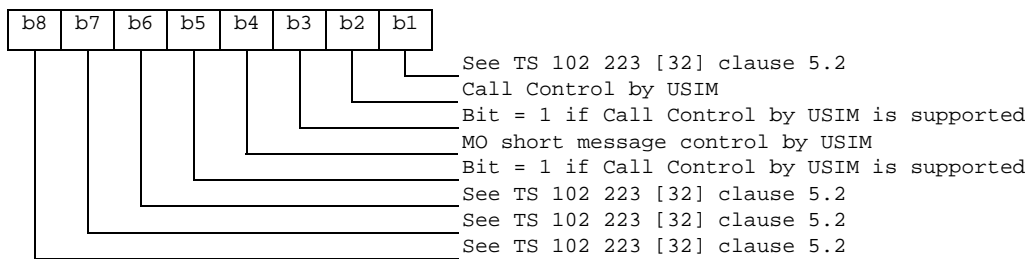 b8 b7 b6 b5 b4 b3 b2 b1
See TS 102 223 [32] clause 5.2
Call Control by USIM
Bit = 1 if Call Control by USIM is supported
MO short message control by USIM
Bit = 1 if Call Control by USIM is supported
See TS 102 223 [32] clause 5.2
See TS 102 223 [32] clause 5.2
See TS 102 223 [32] clause 5.2